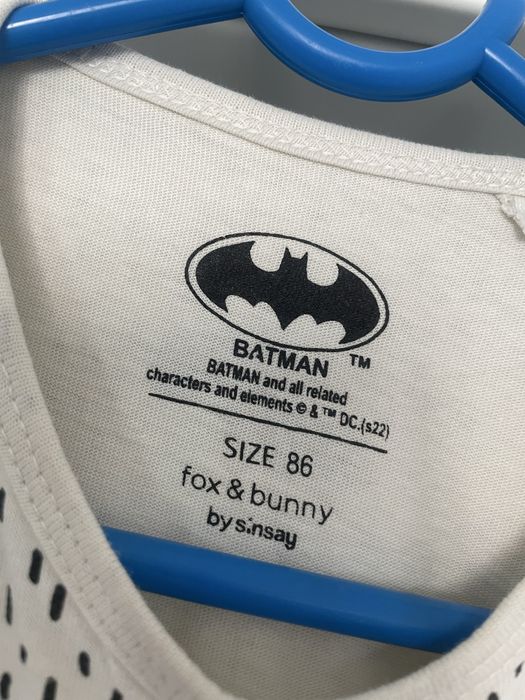 BATMAN ™
BATMAN and all related
characters and elements © & ™ DC.(s22)
SIZE 86
fox & bunny
by sinsay